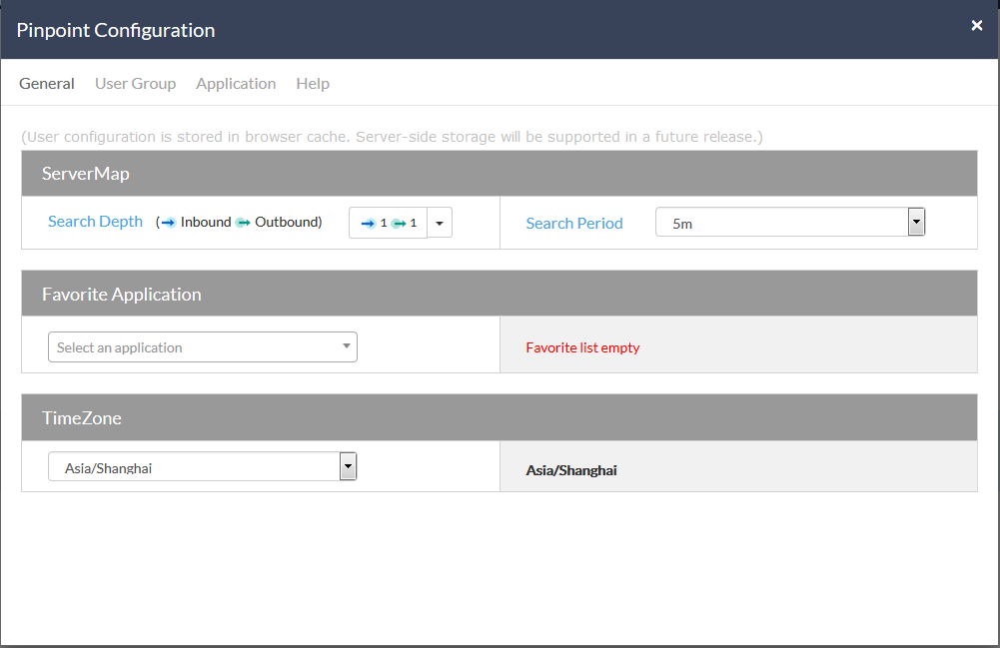 Pinpoint Configuration ×
General User Group Application Help
(User configuration is stored in browser cache. Server-side storage will be supported in a future release.)
ServerMap
Search Depth ( Inbound Outbound) 1 1 Search Period 5m
Favorite Application
Select an application Favorite list empty
TimeZone
Asia/Shanghai Asia/Shanghai